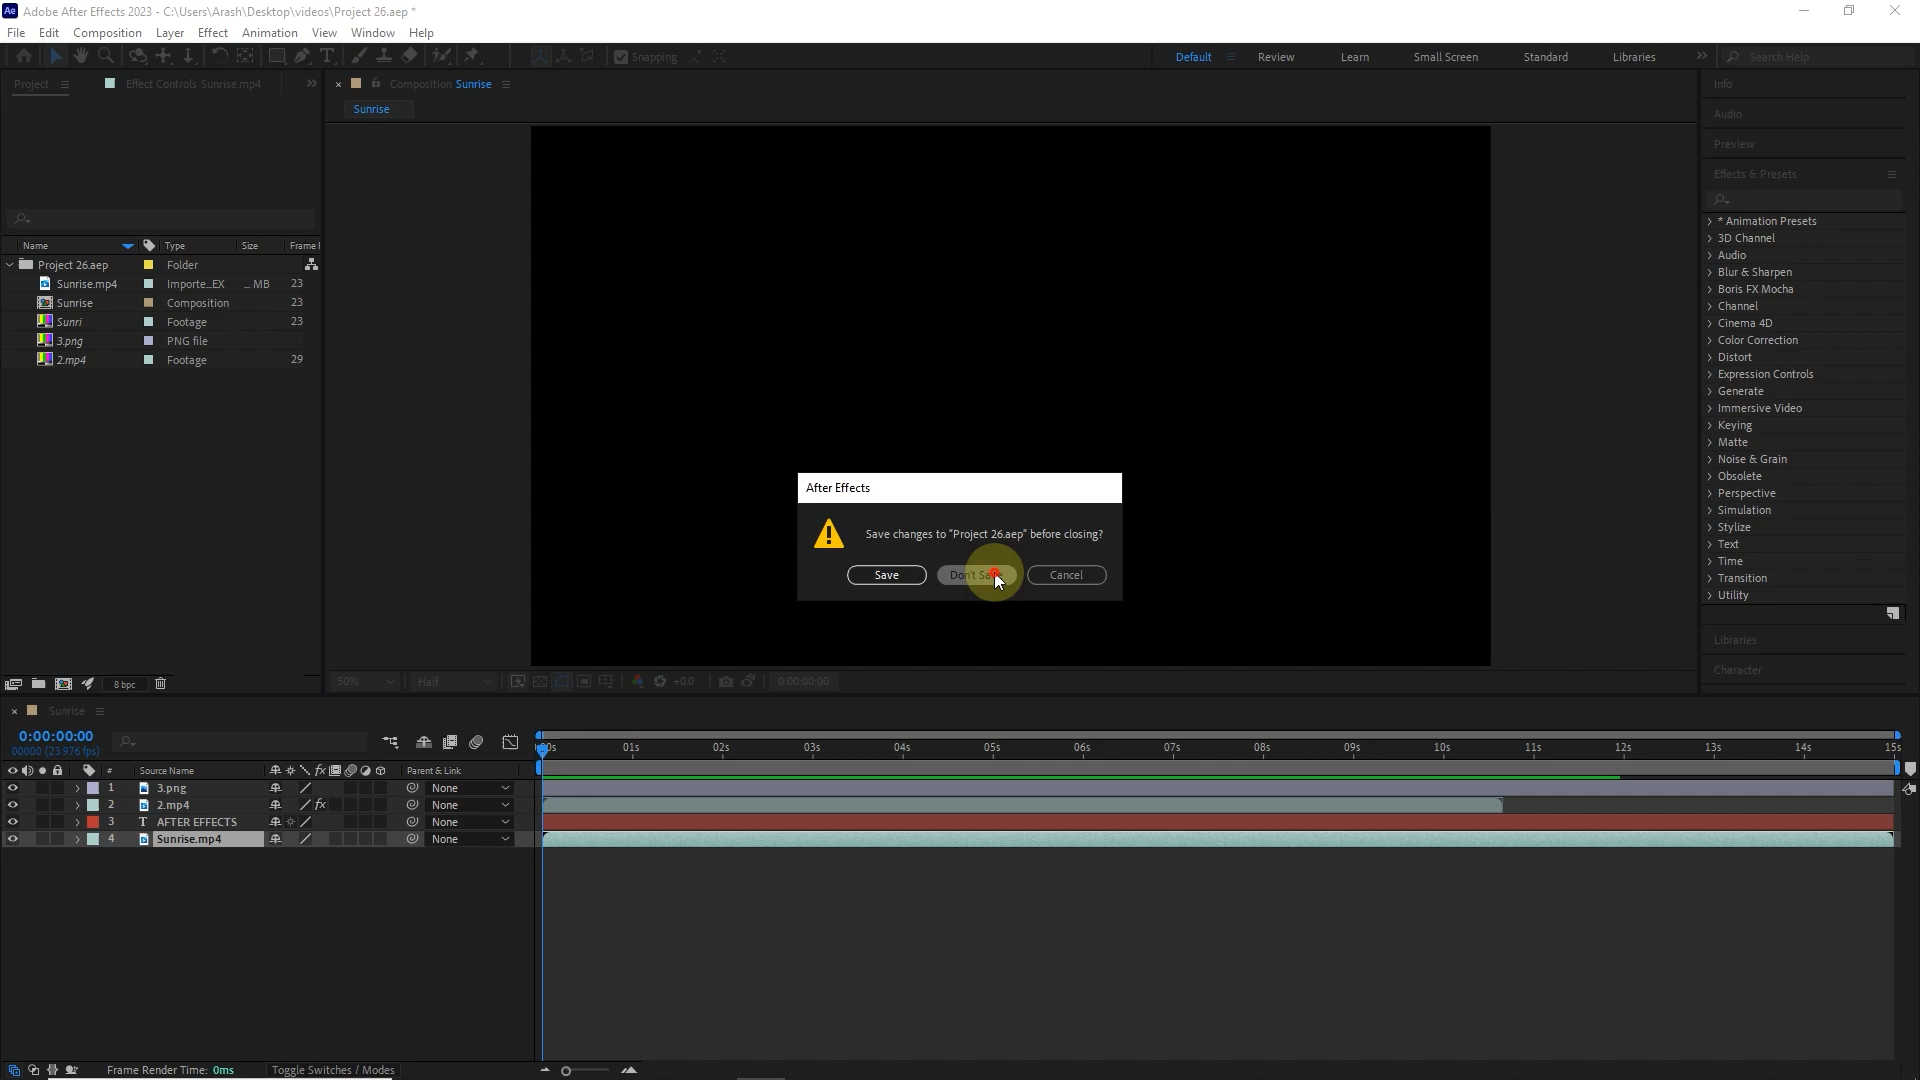 Adobe After Effects 2023 - C:\Users\Arash\Desktop\videos\Project 26.aep *
File Edit Composition Layer Effect Animation View Window Help
Snapping
Default Review Learn Small Screen Standard Libraries Search Help
Project Effect Controls Sunrise.mp4
Composition Sunrise
Sunrise
Info
Audio
Preview
Effects & Presets
* Animation Presets
3D Channel
Audio
Blur & Sharpen
Boris FX Mocha
Channel
Cinema 4D
Color Correction
Distort
Expression Controls
Generate
Immersive Video
Keying
Matte
Noise & Grain
Obsolete
Perspective
Simulation
Stylize
Text
Time
Transition
Utility
Libraries
Character
Name Type Size Frame
Project 26.aep Folder
Sunrise.mp4 Importe...EX ... MB 23
Sunrise Composition 23
Sunri Footage 23
3.png PNG file
2.mp4 Footage 29
8 bpc
After Effects
Save changes to "Project 26.aep" before closing?
Save Don't Cancel
50% Half +0.0 0:00:00:00
Sunrise
0:00:00:00
00000 (23.976 fps)
01s 02s 03s 04s 05s 06s 07s 08s 09s 10s 11s 12s 13s 14s 15s
# Source Name fx Parent & Link
1 3.png None
2 2.mp4 fx None
3 T AFTER EFFECTS None
4 Sunrise.mp4 None
Frame Render Time: 0ms Toggle Switches / Modes